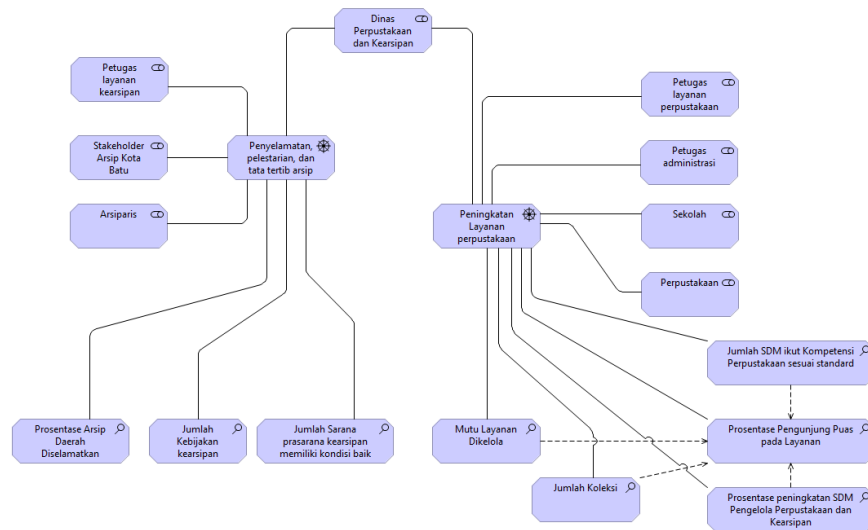 Dinas
Perpustakaan
dan Kearsipan
Petugas
layanan
kearsipan
Stakeholder
Arsip Kota
Batu
Arsiparis
Penyelamatan,
pelestarian, dan
tata tertib arsip
Petugas
layanan
perpustakaan
Petugas
administrasi
Sekolah
Perpustakaan
Peningkatan
Layanan
perpustakaan
Jumlah SDM ikut Kompetensi
Perpustakaan sesuai standard
Prosentase Arsip
Daerah
Diselamatkan
Jumlah
Kebijakan
kearsipan
Jumlah Sarana
prasarana kearsipan
memiliki kondisi baik
Mutu Layanan
Dikelola
Prosentase Pengunjung Puas
pada Layanan
Jumlah Koleksi
Prosentase peningkatan SDM
Pengelola Perpustakaan dan
Kearsipan